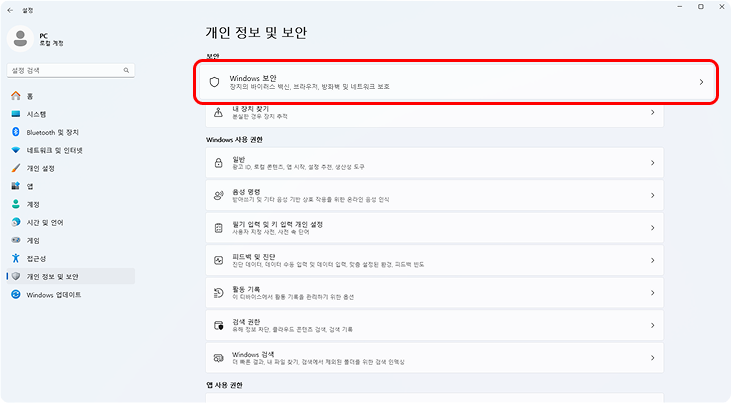 설정
개인 정보 및 보안
PC
로컬 계정
설정 검색
홈
시스템
Bluetooth 및 장치
네트워크 및 인터넷
개인 설정
앱
계정
시간 및 언어
게임
접근성
개인 정보 및 보안
Windows 업데이트
보안
Windows 보안
장치의 바이러스 백신, 브라우저, 방화벽 및 네트워크 보호
내 장치 찾기
분실한 경우 장치 추적
Windows 사용 권한
일반
광고 ID, 로컬 콘텐츠, 앱 시작, 설정 추천, 생산성 도구
음성 명령
받아쓰기 및 기타 음성 기반 상호 작용을 위한 온라인 음성 인식
필기 입력 및 키 입력 개인 설정
사용자 지정 사전, 사전 속 단어
피드백 및 진단
진단 데이터, 데이터 수동 입력 및 데이터 입력, 맞춤 설정된 환경, 피드백 빈도
활동 기록
이 디바이스에서 활동 기록을 관리하기 위한 옵션
검색 권한
유해 정보 차단, 클라우드 콘텐츠 검색, 검색 기록
Windows 검색
더 빠른 결과, 내 파일 찾기, 검색에서 제외된 폴더를 위한 검색 인덱싱
앱 사용 권한